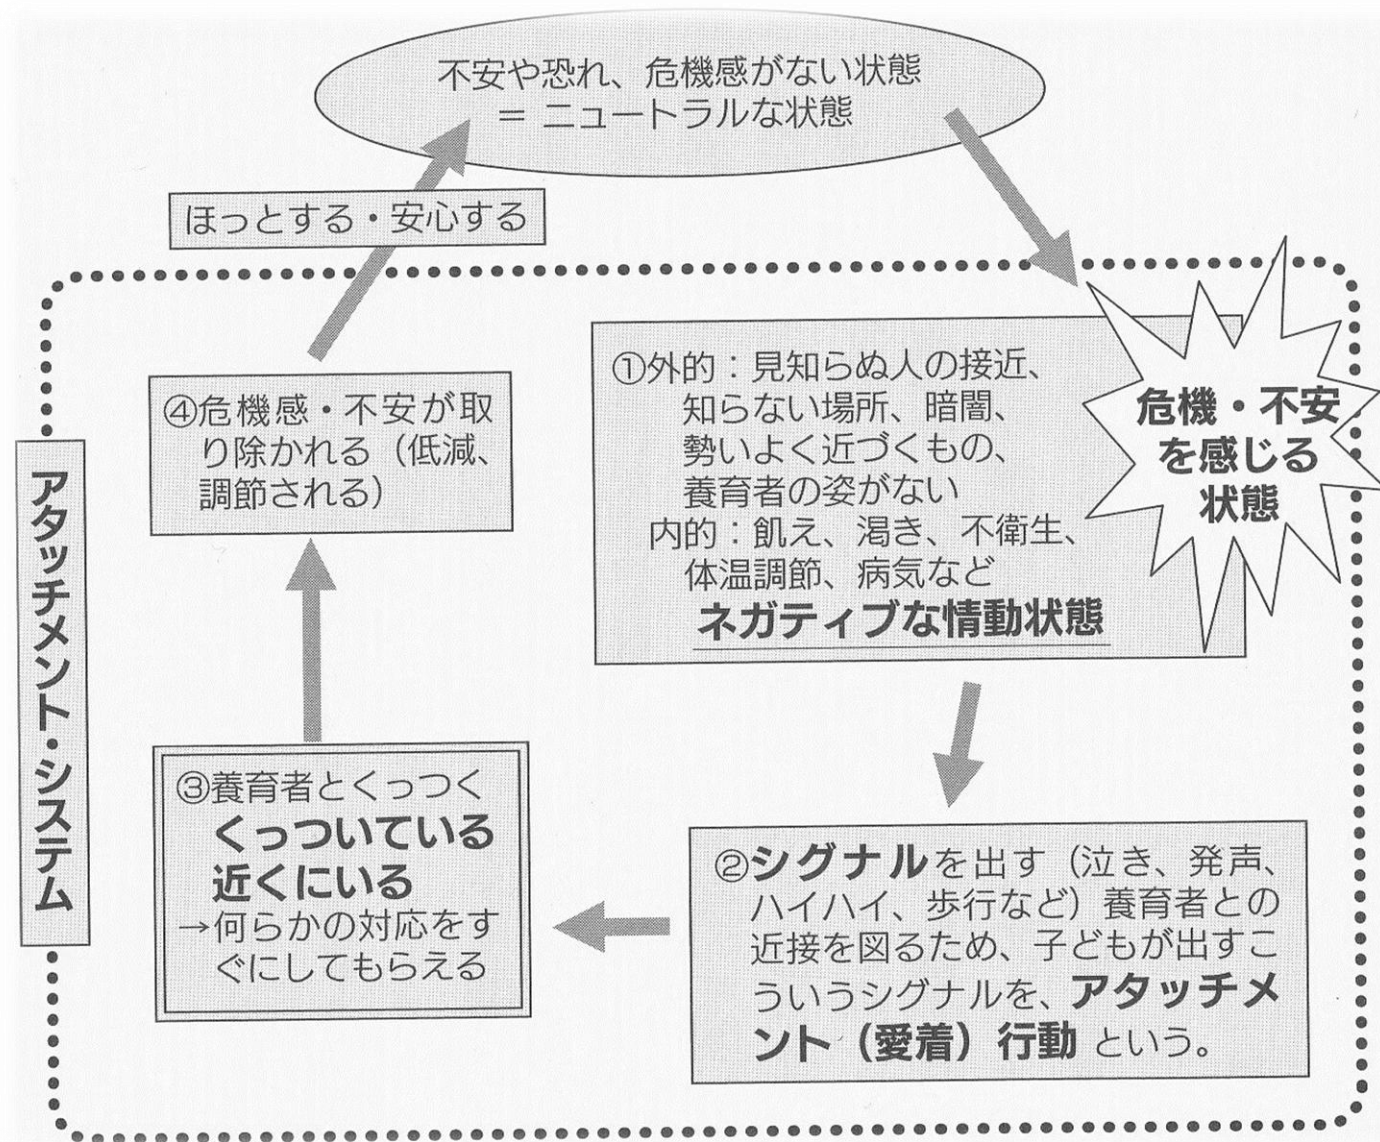 不安や恐れ、危機感がない状態
= ニュートラルな状態
ほっとする・安心する
危機・不安
を感じる
状態
①外的：見知らぬ人の接近、
知らない場所、暗闇、
勢いよく近づくもの、
養育者の姿がない
内的：飢え、渇き、不衛生、
体温調節、病気など
ネガティブな情動状態
②シグナルを出す（泣き、発声、
ハイハイ、歩行など）養育者との
近接を図るため、子どもが出すこ
ういうシグナルを、アタッチメ
ント（愛着）行動 という。
③養育者とくっつく
くっついている
近くにいる
→何らかの対応をす
ぐにしてもらえる
④危機感・不安が取
り除かれる（低減、
調節される）
アタッチメント・システム